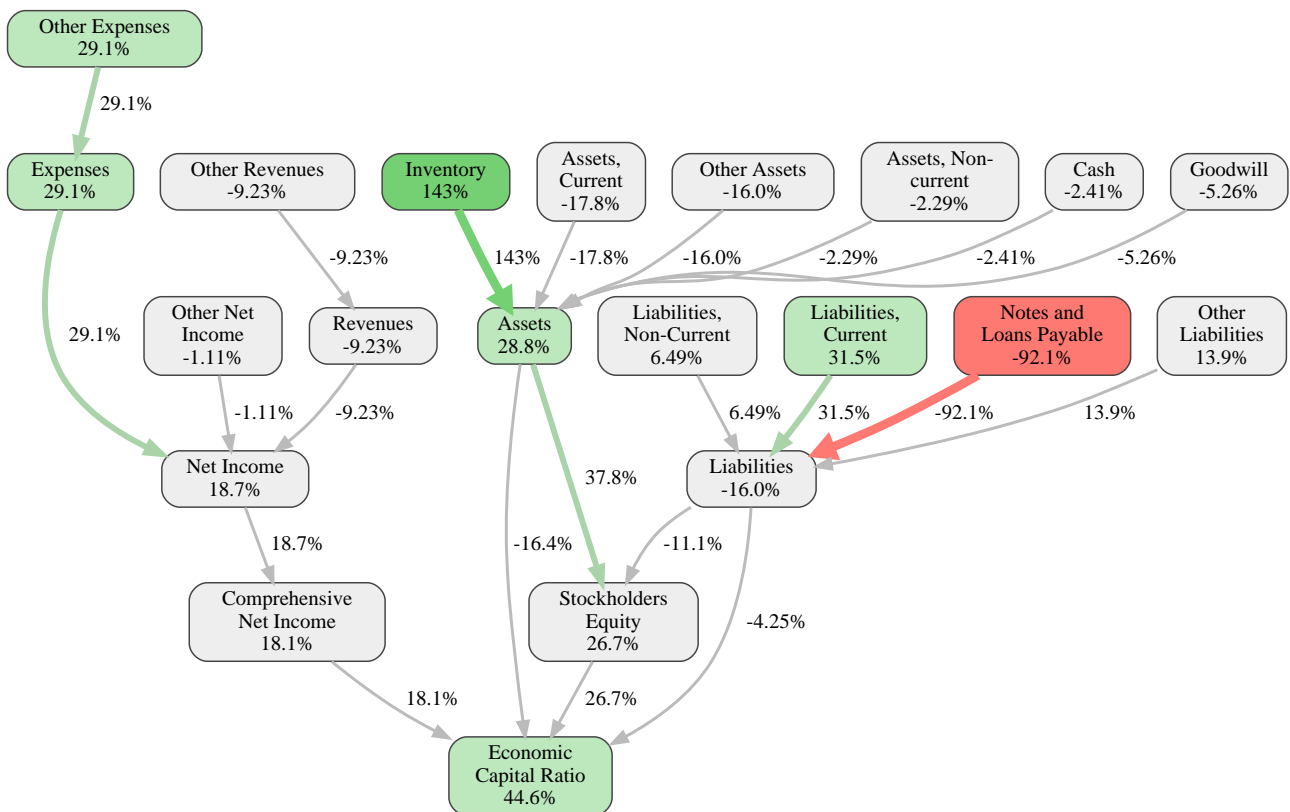 Other Expenses
29.1%
29.1%
Expenses
29.1%
Other Revenues
-9.23%
Inventory
143%
Assets,
Current
-17.8%
Other Assets
-16.0%
Assets, Non-
current
-2.29%
Cash
-2.41%
Goodwill
-5.26%
-9.23%
143%
-17.8%
-16.0%
-2.29%
-2.41%
-5.26%
29.1%
Other Net
Income
-1.11%
Revenues
-9.23%
Assets
28.8%
Liabilities,
Non-Current
6.49%
Liabilities,
Current
31.5%
Notes and
Loans Payable
-92.1%
Other
Liabilities
13.9%
-1.11%
-9.23%
6.49%
31.5%
-92.1%
13.9%
Net Income
18.7%
37.8%
Liabilities
-16.0%
18.7%
-16.4%
-11.1%
Comprehensive
Net Income
18.1%
Stockholders
Equity
26.7%
-4.25%
18.1%
26.7%
Economic
Capital Ratio
44.6%